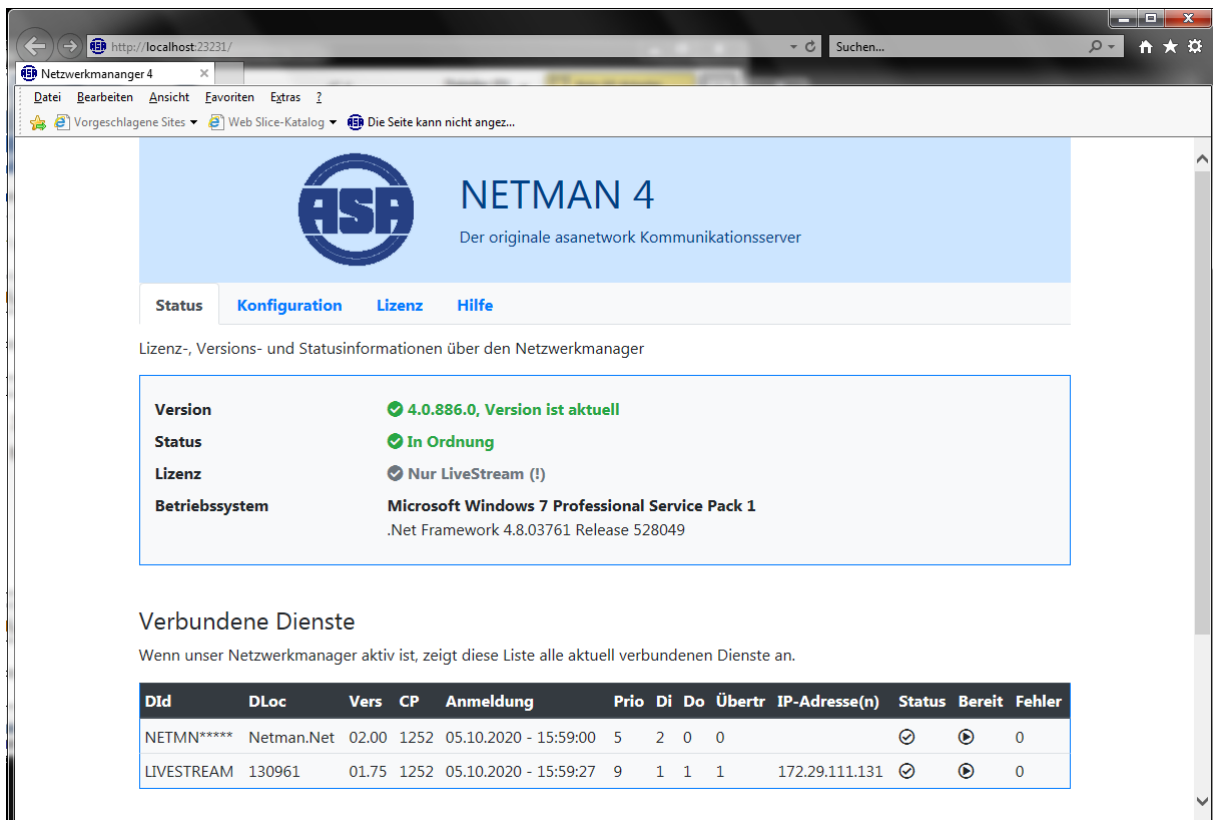 http://localhost:23231/
Suchen...
Netzwerkmananger 4
Datei Bearbeiten Ansicht Favoriten Extras ?
Vorgeschlagene Sites Web Slice-Katalog Die Seite kann nicht angez...
ASA
NETMAN 4
Der originale asanetwork Kommunikationsserver
Status Konfiguration Lizenz Hilfe
Lizenz-, Versions- und Statusinformationen über den Netzwerkmanager
Version 4.0.886.0, Version ist aktuell
Status In Ordnung
Lizenz Nur LiveStream (!)
Betriebssystem Microsoft Windows 7 Professional Service Pack 1
.Net Framework 4.8.03761 Release 528049
Verbundene Dienste
Wenn unser Netzwerkmanager aktiv ist, zeigt diese Liste alle aktuell verbundenen Dienste an.
DId DLoc Vers CP Anmeldung Prio Di Do Übertr IP-Adresse(n) Status Bereit Fehler
NETMN***** Netman.Net 02.00 1252 05.10.2020 - 15:59:00 5 2 0 0 0
LIVESTREAM 130961 01.75 1252 05.10.2020 - 15:59:27 9 1 1 1 172.29.111.131 0